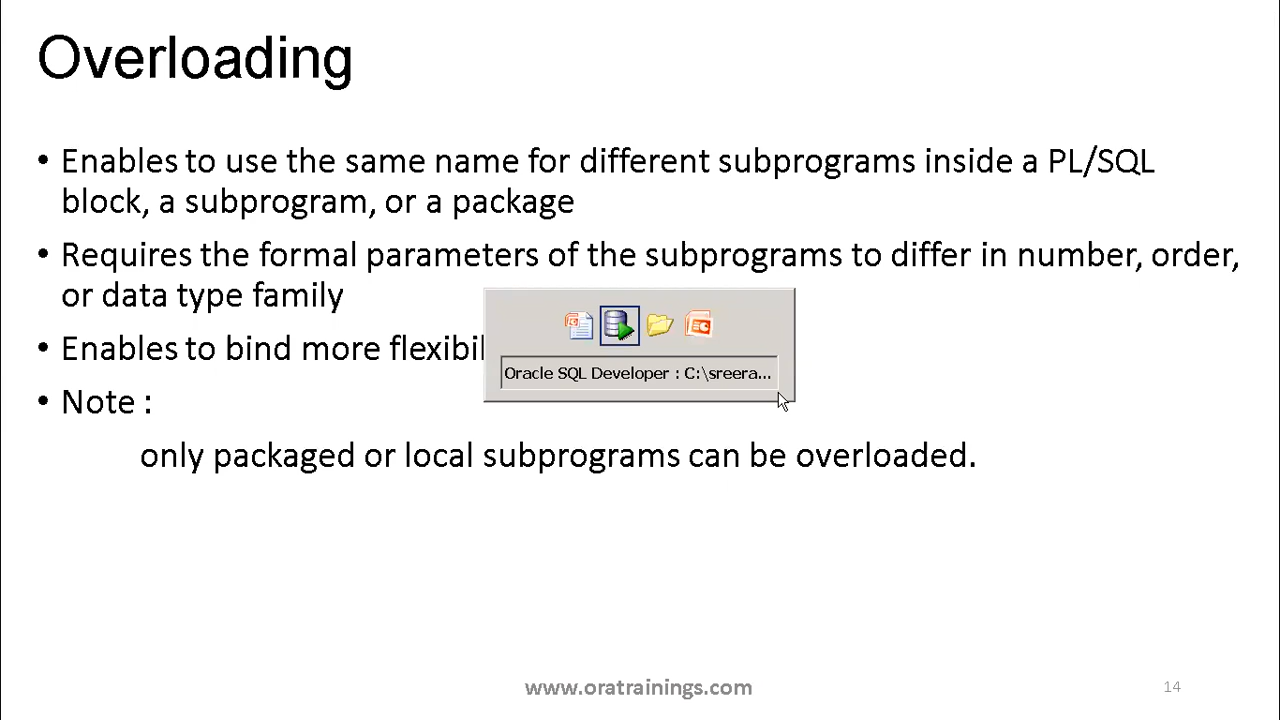 Overloading
• Enables to use the same name for different subprograms inside a PL/SQL
block, a subprogram, or a package
• Requires the formal parameters of the subprograms to differ in number, order,
or data type family
• Enables to bind more flexibil
Oracle SQL Developer : C:\sreera...
• Note :
only packaged or local subprograms can be overloaded.
www.oratrainings.com
14